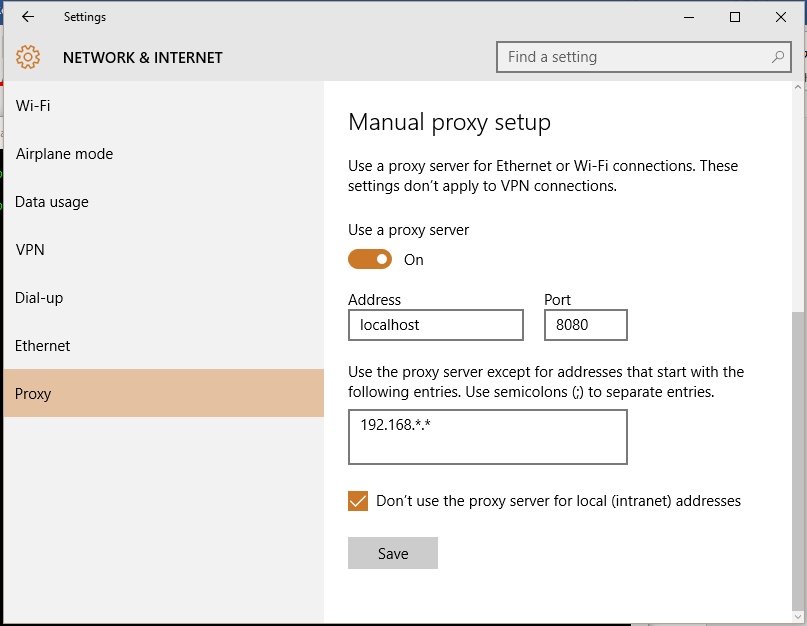 Settings
NETWORK & INTERNET
Find a setting
Wi-Fi
Airplane mode
Data usage
VPN
Dial-up
Ethernet
Proxy
Manual proxy setup
Use a proxy server for Ethernet or Wi-Fi connections. These
settings don't apply to VPN connections.
Use a proxy server
On
Address
Port
localhost
8080
Use the proxy server except for addresses that start with the
following entries. Use semicolons (;) to separate entries.
192.168.*.*
Don't use the proxy server for local (intranet) addresses
Save